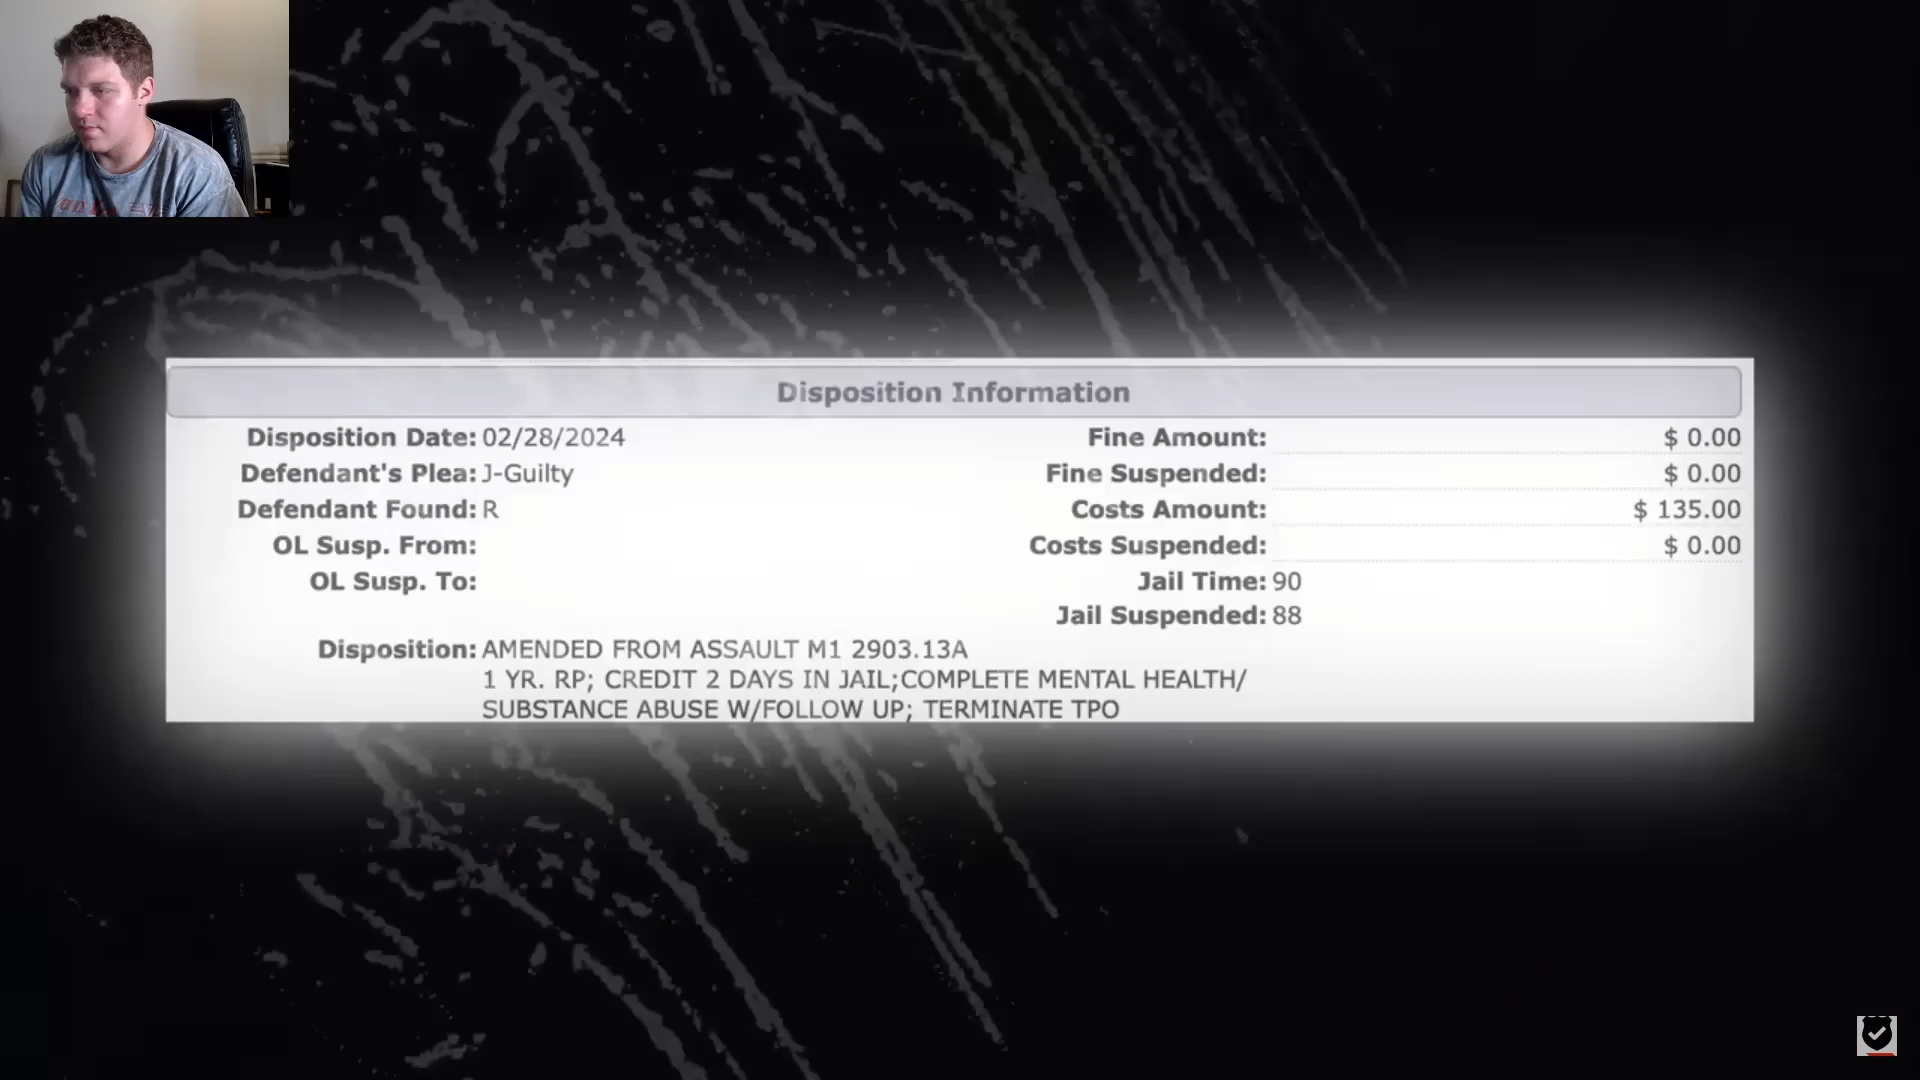 Disposition Information
Disposition Date: 02/28/2024
Defendant's Plea: J-Guilty
Defendant Found: R
OL Susp. From:
OL Susp. To:
Fine Amount: $ 0.00
Fine Suspended: $ 0.00
Costs Amount: $ 135.00
Costs Suspended: $ 0.00
Jail Time: 90
Jail Suspended: 88
Disposition: AMENDED FROM ASSAULT M1 2903.13A
1 YR. RP; CREDIT 2 DAYS IN JAIL;COMPLETE MENTAL HEALTH/
SUBSTANCE ABUSE W/FOLLOW UP; TERMINATE TPO